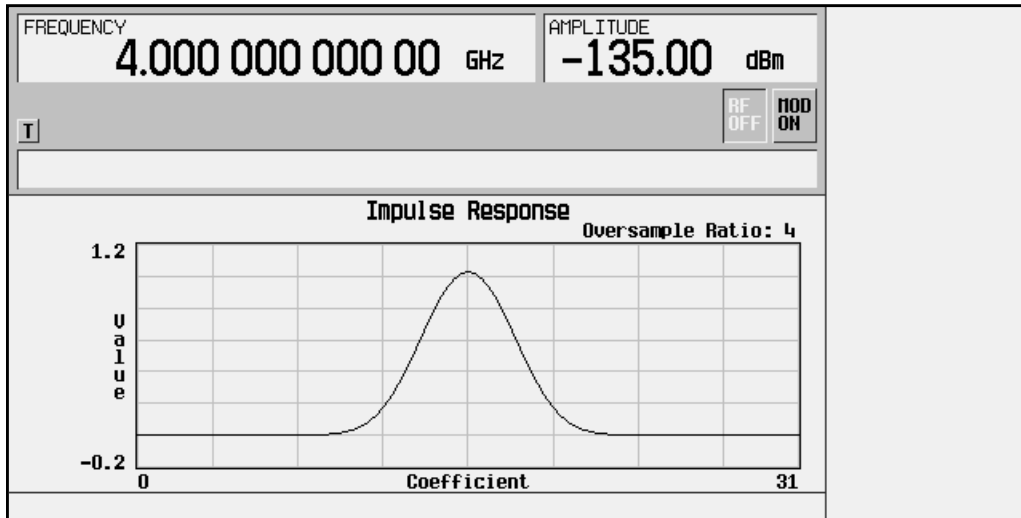 FREQUENCY
4.000 000 000 00 GHz
AMPLITUDE
-135.00 dBm
RF OFF
MOD ON
T
Impulse Response
Oversample Ratio: 4
1.2
Value
-0.2
0
Coefficient
31